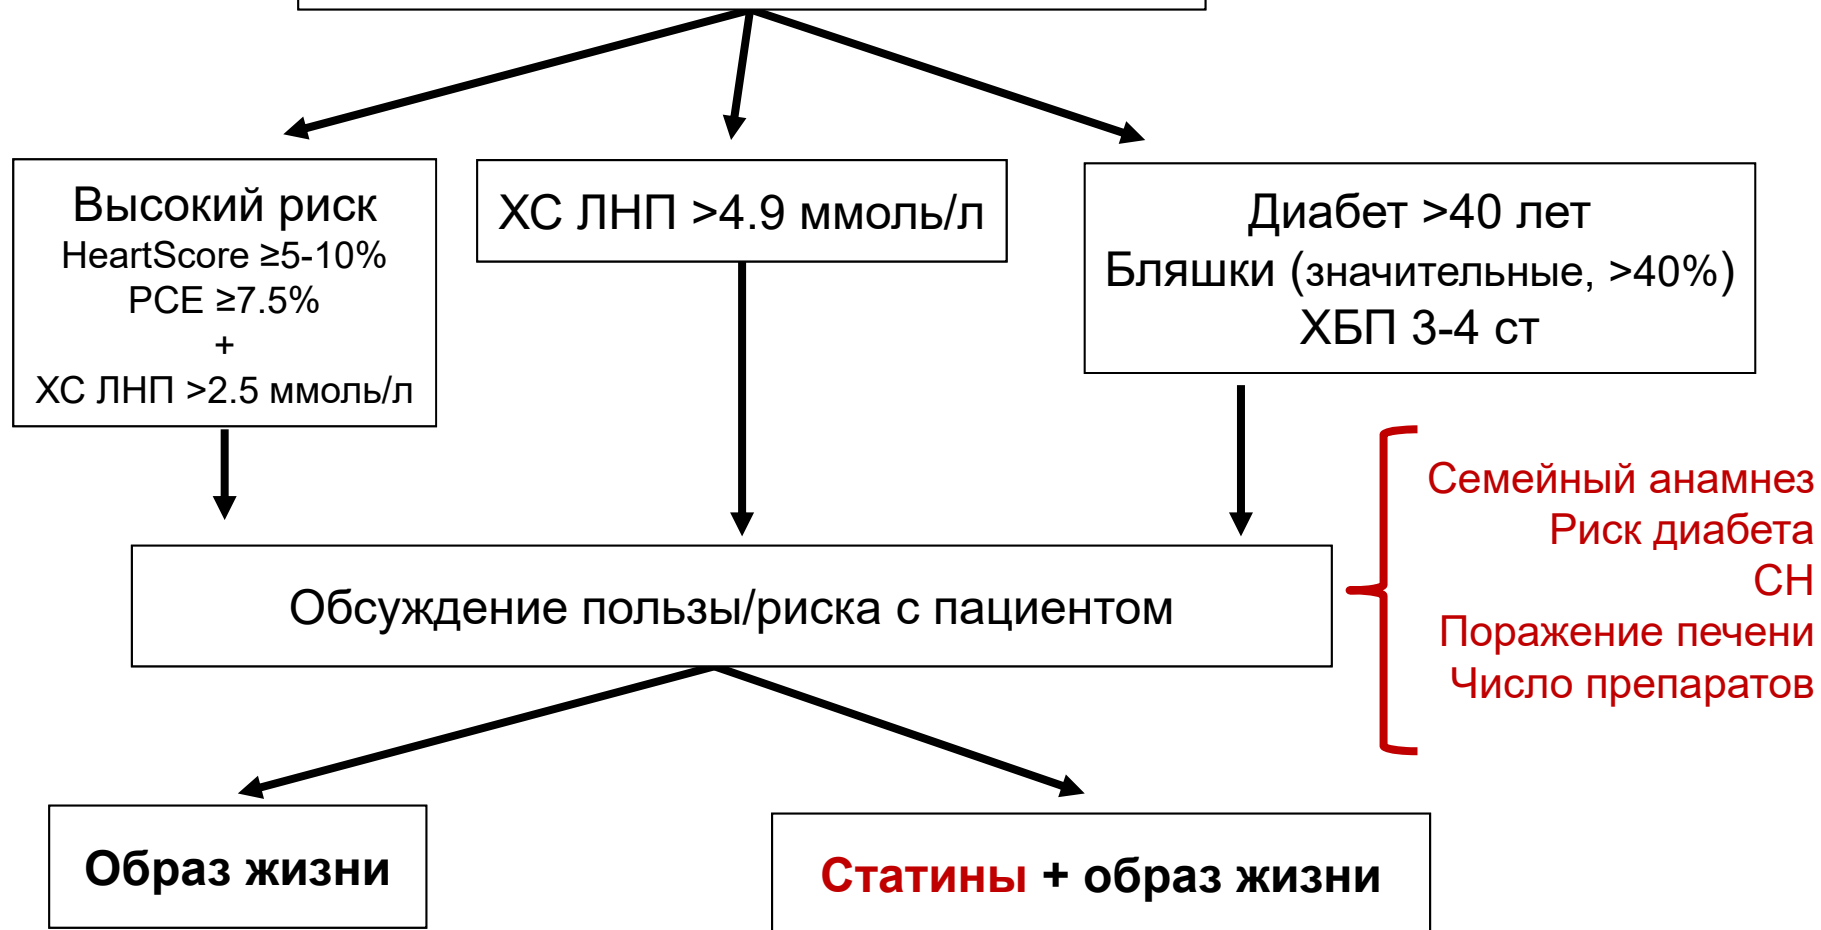 Высокий риск
HeartScore ≥5-10%
PCE ≥7.5%
+
ХС ЛНП >2.5 ммоль/л
ХС ЛНП >4.9 ммоль/л
Диабет >40 лет
Бляшки (значительные, >40%)
ХБП 3-4 ст
Семейный анамнез
Риск диабета
СН
Поражение печени
Число препаратов
Обсуждение пользы/риска с пациентом
Образ жизни
Статины + образ жизни